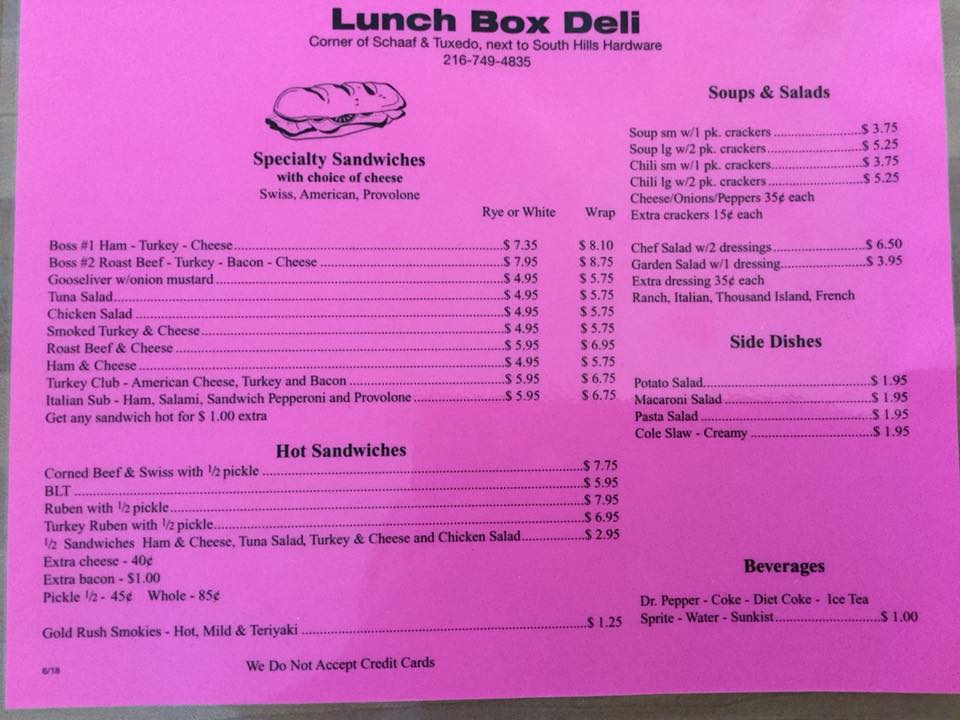 Lunch Box Deli
Corner of Schaaf & Tuxedo, next to South Hills Hardware
216-749-4835
Specialty Sandwiches
with choice of cheese
Swiss, American, Provolone
Rye or White Wrap
Boss #1 Ham - Turkey - Cheese $ 7.35 $ 8.10
Boss #2 Roast Beef - Turkey - Bacon - Cheese $ 7.95 $ 8.75
Gooseliver w/onion mustard $ 4.95 $ 5.75
Tuna Salad $ 4.95 $ 5.75
Chicken Salad $ 4.95 $ 5.75
Smoked Turkey & Cheese $ 4.95 $ 5.75
Roast Beef & Cheese $ 5.95 $ 6.95
Ham & Cheese $ 4.95 $ 5.75
Turkey Club - American Cheese, Turkey and Bacon $ 5.95 $ 6.75
Italian Sub - Ham, Salami, Sandwich Pepperoni and Provolone $ 5.95 $ 6.75
Get any sandwich hot for $ 1.00 extra
Hot Sandwiches
Corned Beef & Swiss with 1/2 pickle $ 7.75
BLT $ 5.95
Ruben with 1/2 pickle $ 7.95
Turkey Ruben with 1/2 pickle $ 6.95
1/2 Sandwiches Ham & Cheese, Tuna Salad, Turkey & Cheese and Chicken Salad $ 2.95
Extra cheese - 40¢
Extra bacon - $1.00
Pickle 1/2 - 45¢ Whole - 85¢
Gold Rush Smokies - Hot, Mild & Teriyaki $ 1.25
6/18
We Do Not Accept Credit Cards
Soups & Salads
Soup sm w/1 pk. crackers $ 3.75
Soup lg w/2 pk. crackers $ 5.25
Chili sm w/1 pk. crackers $ 3.75
Chili lg w/2 pk. crackers $ 5.25
Cheese/Onions/Peppers 35¢ each
Extra crackers 15¢ each
Chef Salad w/2 dressings $ 6.50
Garden Salad w/1 dressing $ 3.95
Extra dressing 35¢ each
Ranch, Italian, Thousand Island, French
Side Dishes
Potato Salad $ 1.95
Macaroni Salad $ 1.95
Pasta Salad $ 1.95
Cole Slaw - Creamy $ 1.95
Beverages
Dr. Pepper - Coke - Diet Coke - Ice Tea
Sprite - Water - Sunkist $ 1.00